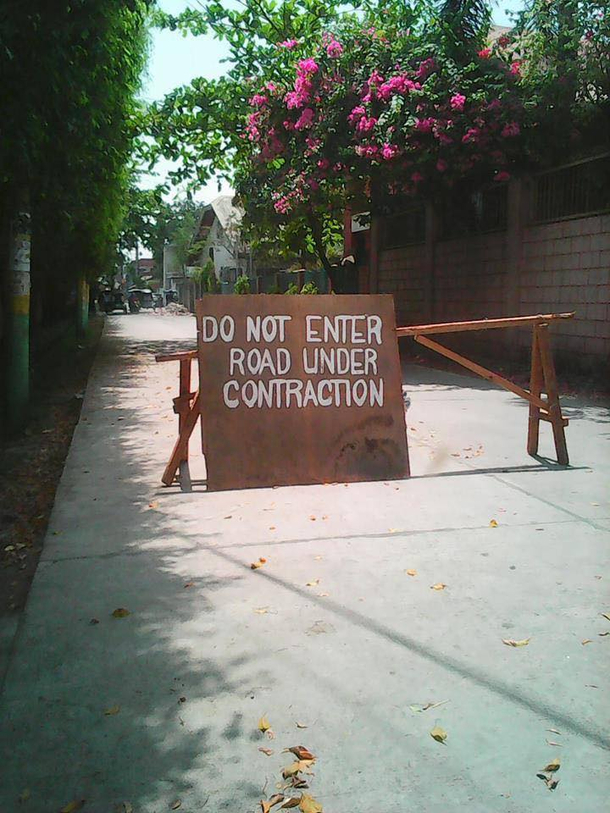 DO NOT ENTER
ROAD UNDER
CONTRACTION